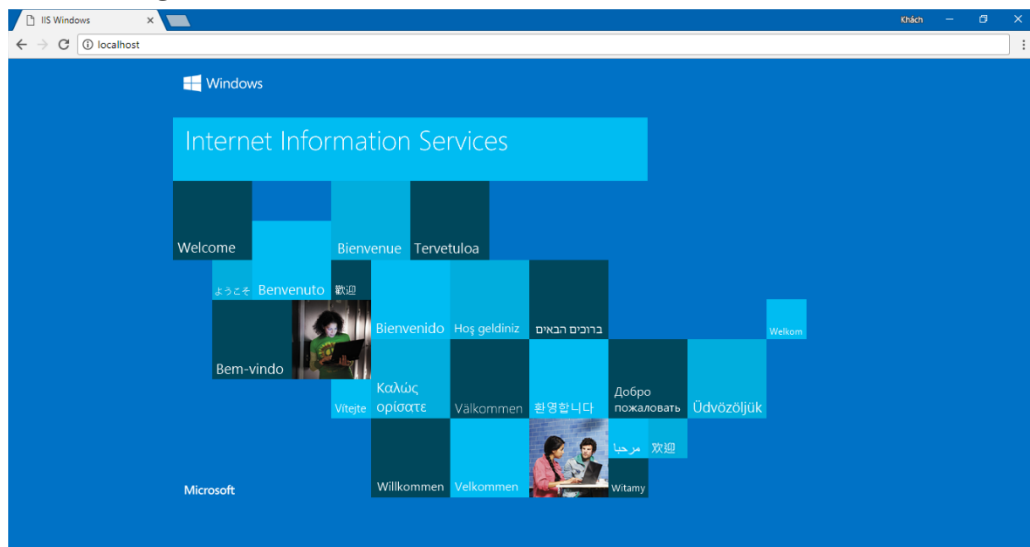 IIS Windows
Khách
localhost
Windows
Internet Information Services
Welcome
Bienvenue
Tervetuloa
ようこそ
Benvenuto
歡迎
Bienvenido
Hoş geldiniz
ברוכים הבאים
Welkom
Bem-vindo
Vítejte
Καλώς
ορίσατε
Välkommen
환영합니다
Добро
пожаловать
Üdvözöljük
مرحبا
欢迎
Microsoft
Willkommen
Velkommen
Witamy